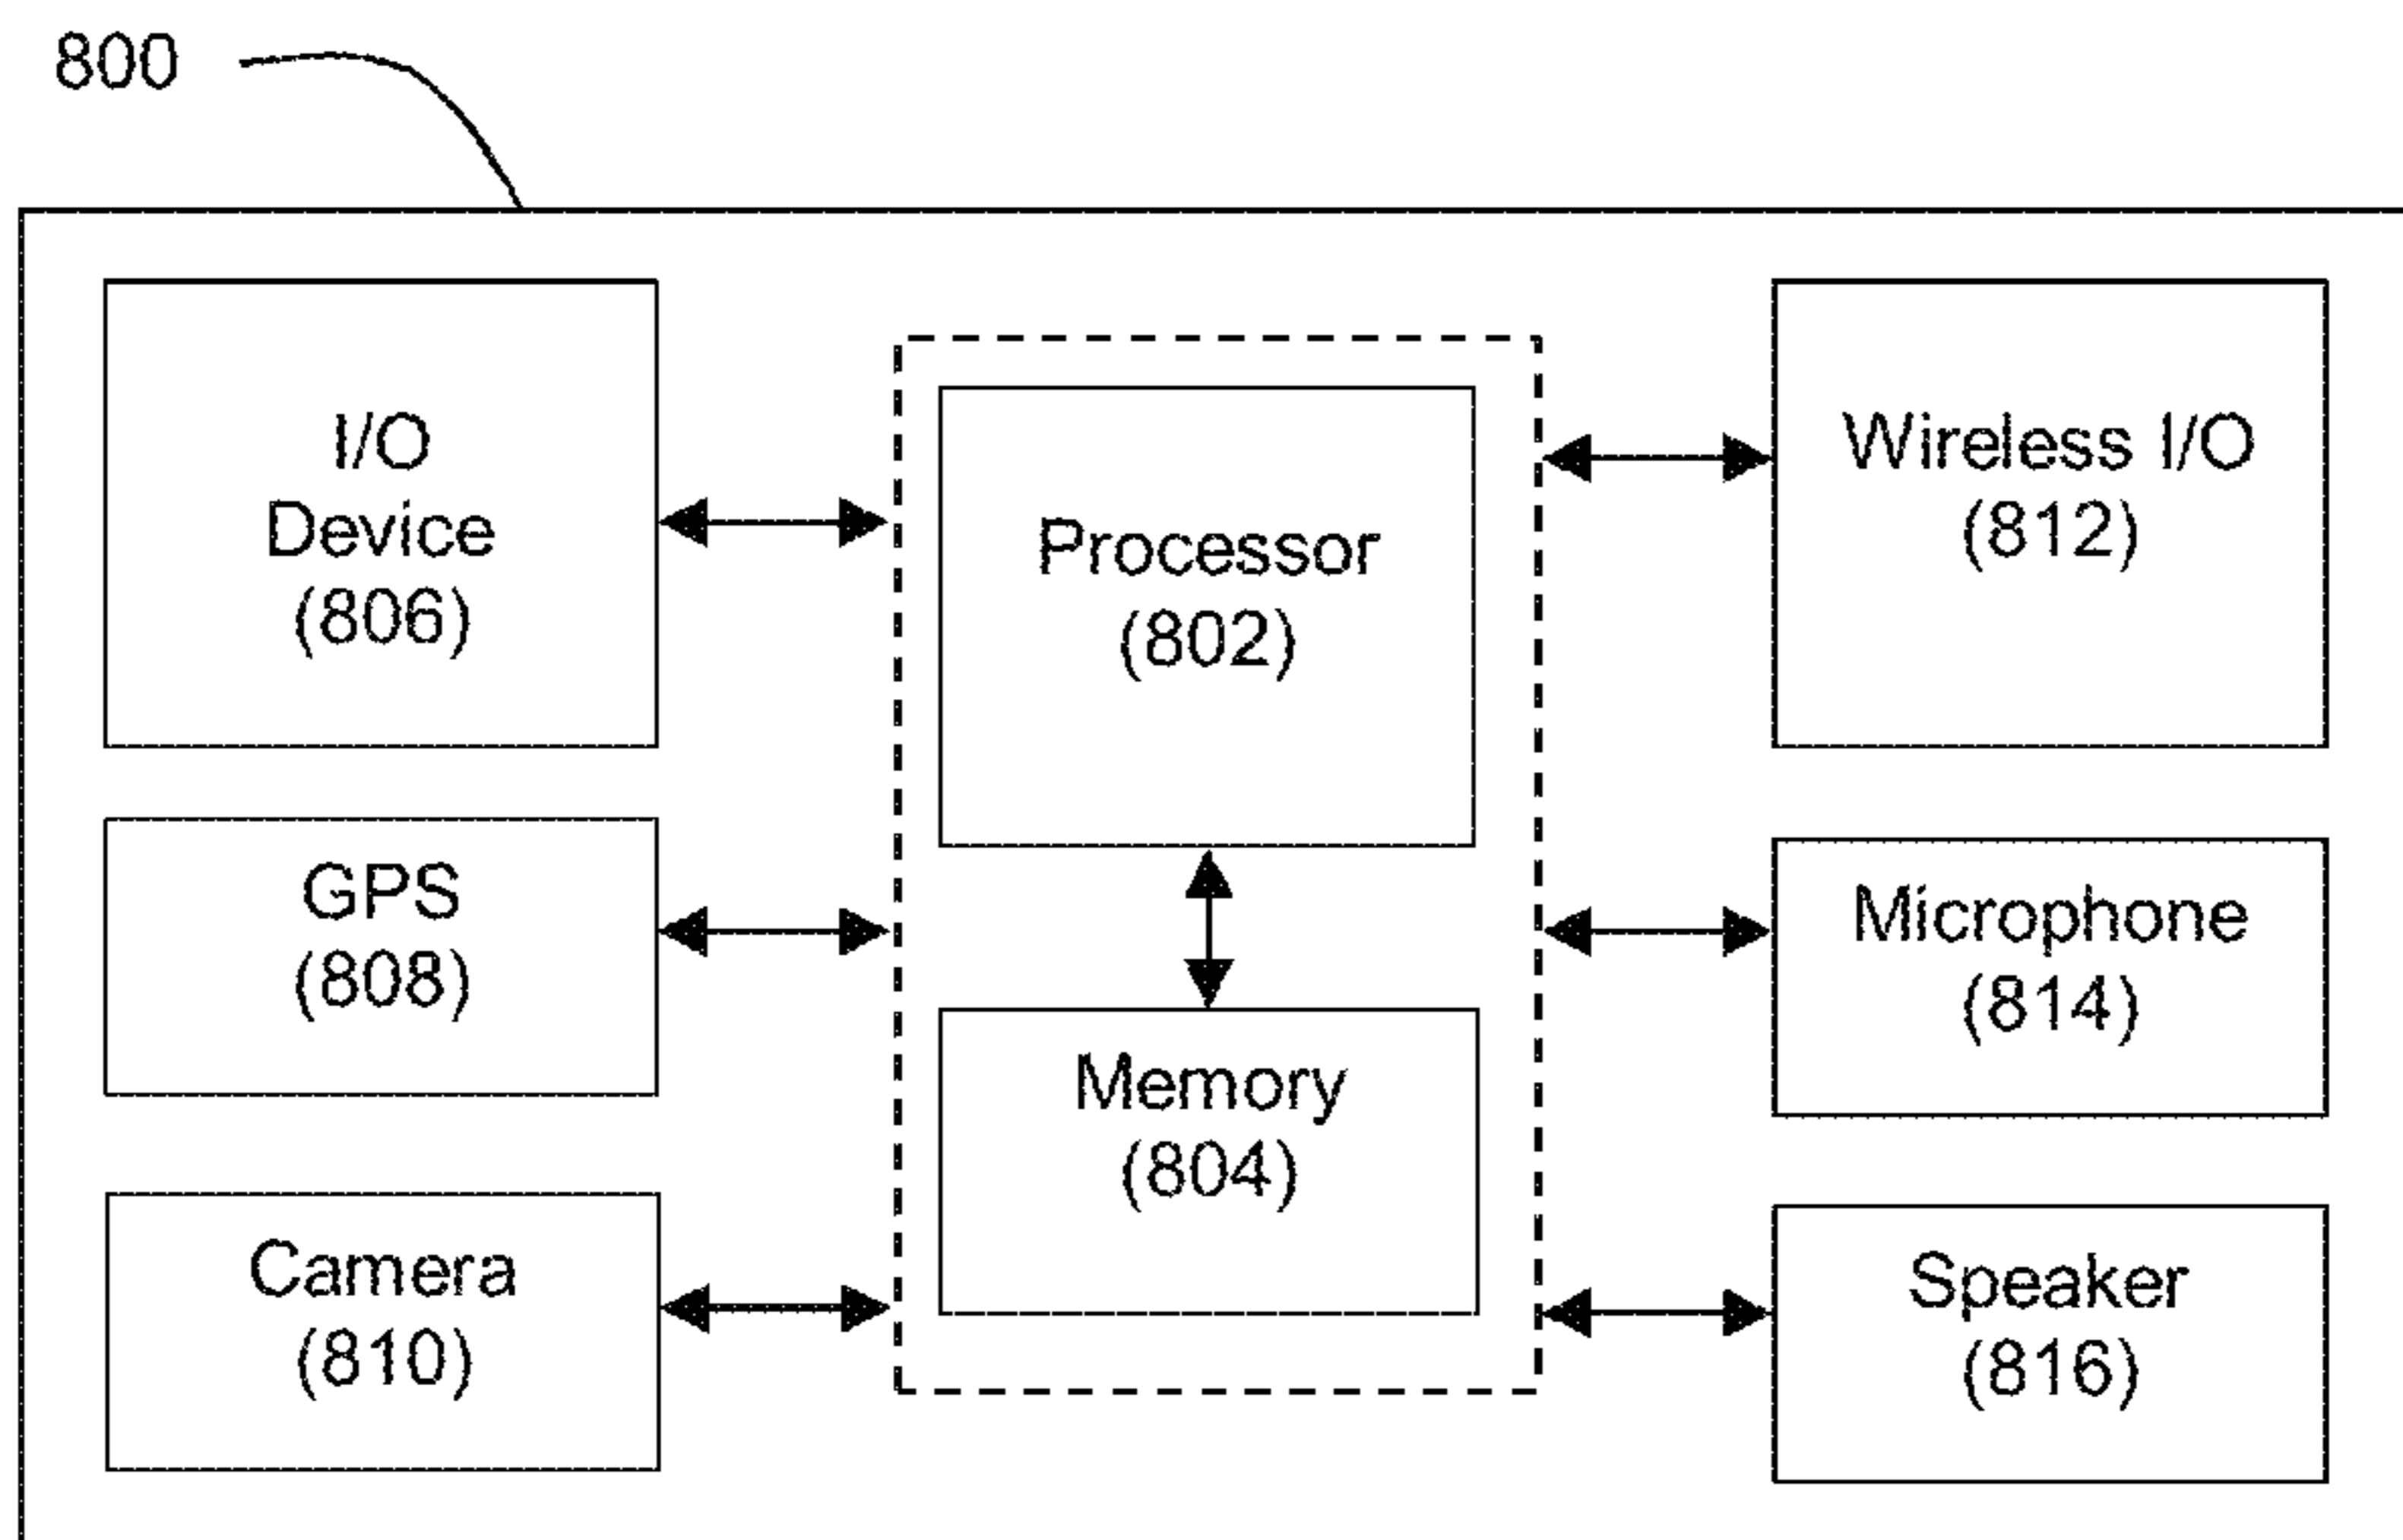 800
I/O
Device
(806)
Processor
(802)
Wireless I/O
(812)
GPS
(808)
Memory
(804)
Microphone
(814)
Camera
(810)
Speaker
(816)